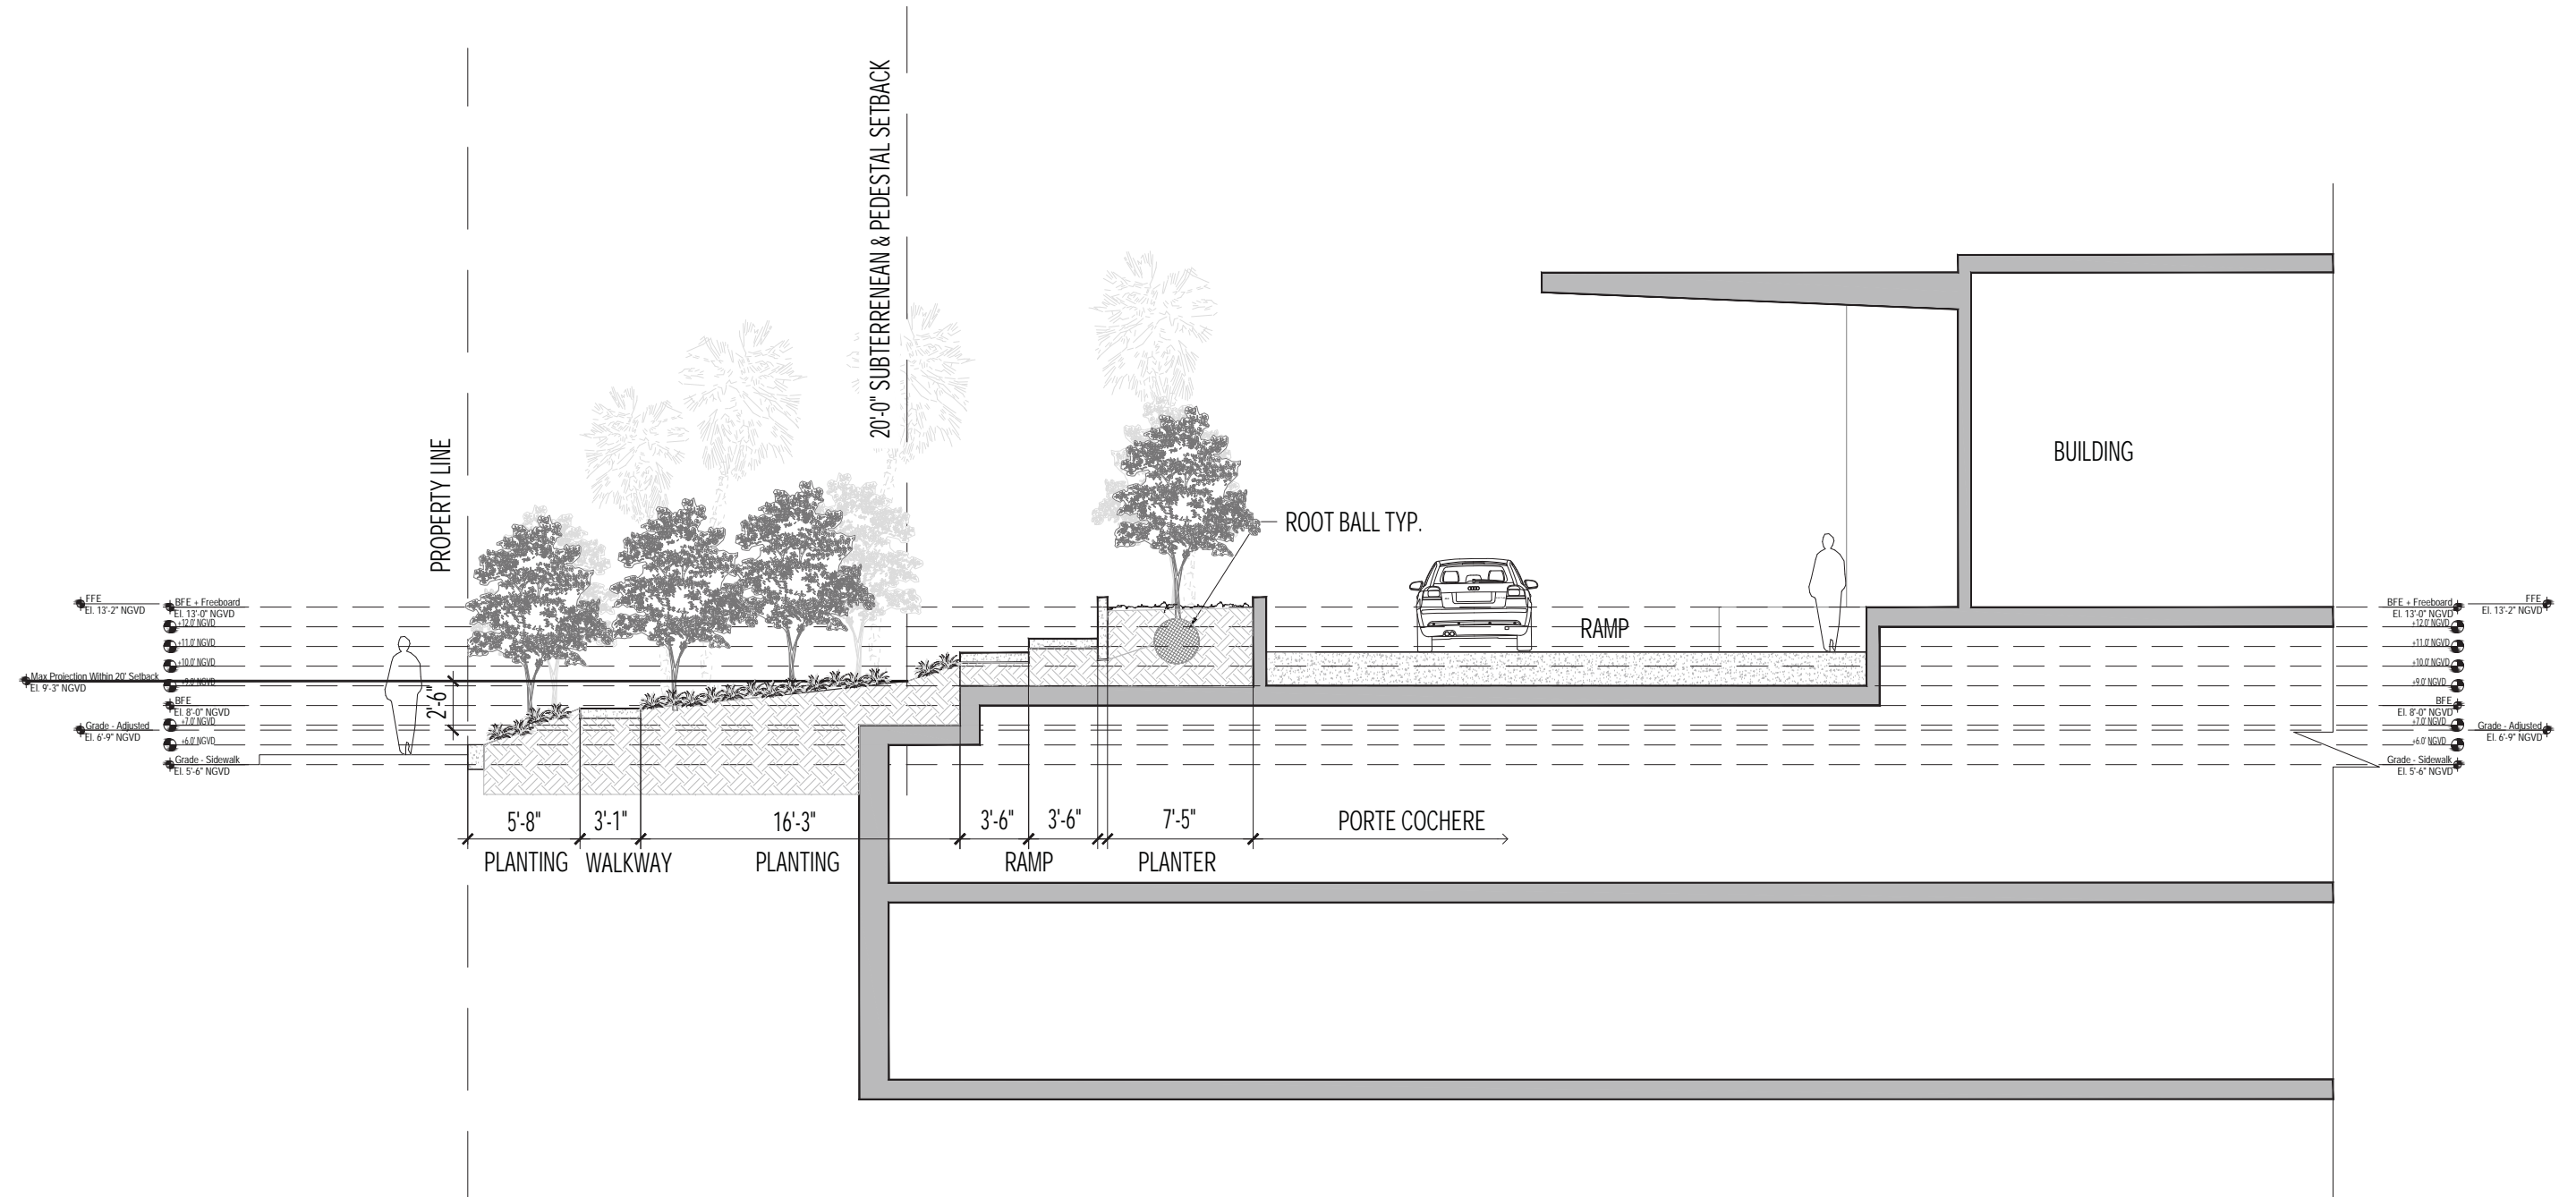 20'-0" SUBTERRENEAN & PEDESTAL SETBACK
PROPERTY LINE
BUILDING
ROOT BALL TYP.
FFE
El. 13'-2" NGVD
BFE + Freeboard
El. 13'-0" NGVD
+12.0' NGVD
+11.0' NGVD
+10.0' NGVD
Max Projection Within 20' Setback
El. 9'-3" NGVD
+9.0' NGVD
BFE
El. 8'-0" NGVD
+7.0' NGVD
Grade - Adjusted
El. 6'-9" NGVD
+6.0' NGVD
Grade - Sidewalk
El. 5'-6" NGVD
2'-6"
RAMP
BFE + Freeboard
El. 13'-0" NGVD
FFE
El. 13'-2" NGVD
+12.0' NGVD
+11.0' NGVD
+10.0' NGVD
+9.0' NGVD
BFE
El. 8'-0" NGVD
+7.0' NGVD
Grade - Adjusted
El. 6'-9" NGVD
+6.0' NGVD
Grade - Sidewalk
El. 5'-6" NGVD
5'-8"
3'-1"
16'-3"
3'-6"
3'-6"
7'-5"
PORTE COCHERE
PLANTING
WALKWAY
PLANTING
RAMP
PLANTER